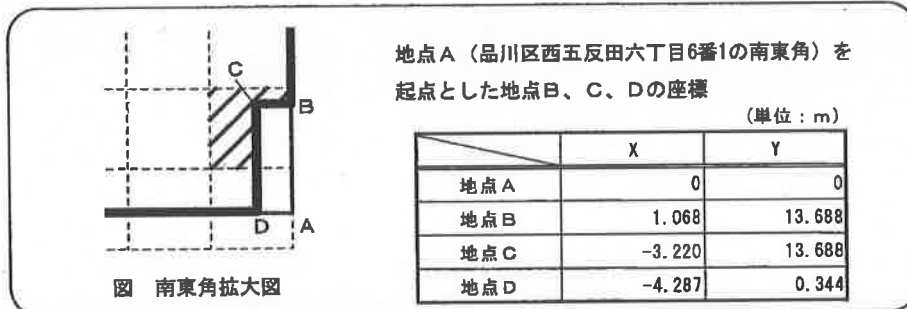 C
B
D
A
図 南東角拡大図
地点A（品川区西五反田六丁目6番1の南東角）を
起点とした地点B、C、Dの座標
（単位：m）
X Y
地点A 0 0
地点B 1.068 13.688
地点C -3.220 13.688
地点D -4.287 0.344